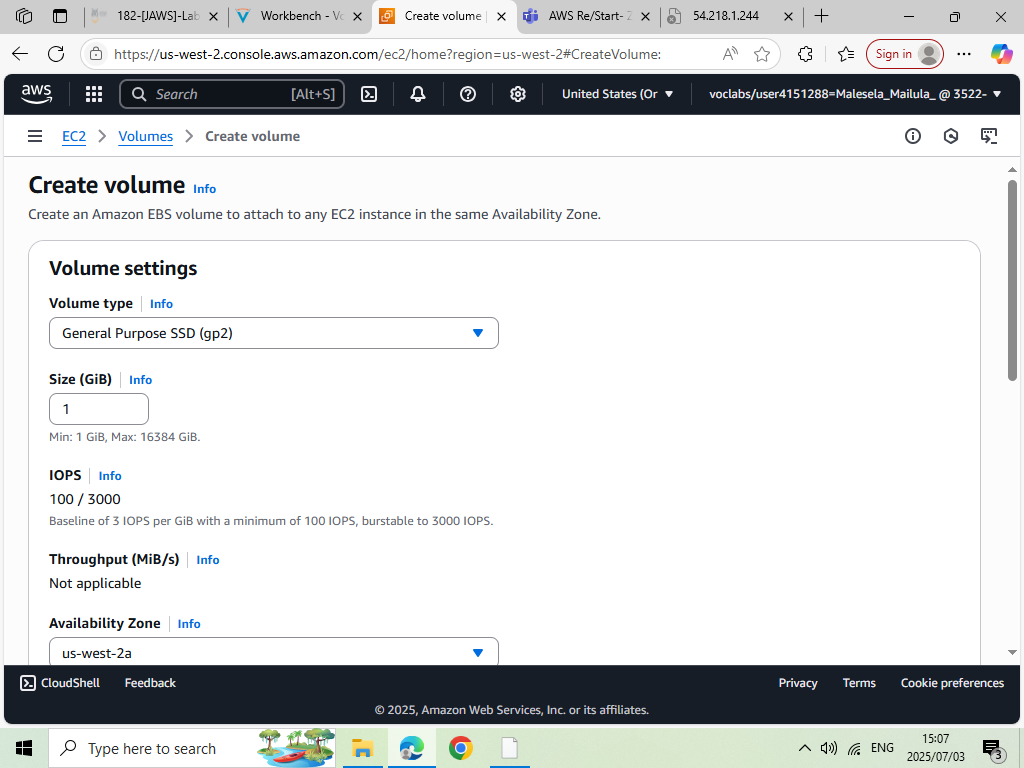 182-[JAWS]-Lab
Workbench - Vo
Create volume
AWS Re/Start- 2
54.218.1.244
https://us-west-2.console.aws.amazon.com/ec2/home?region=us-west-2#CreateVolume:
Sign in
aws
Search
[Alt+S]
United States (Or
voclabs/user4151288=Malesela_Mailula_ @ 3522-
EC2
Volumes
Create volume
Create volume Info
Create an Amazon EBS volume to attach to any EC2 instance in the same Availability Zone.
Volume settings
Volume type Info
General Purpose SSD (gp2)
Size (GiB) Info
1
Min: 1 GiB, Max: 16384 GiB.
IOPS Info
100 / 3000
Baseline of 3 IOPS per GiB with a minimum of 100 IOPS, burstable to 3000 IOPS.
Throughput (MiB/s) Info
Not applicable
Availability Zone Info
us-west-2a
CloudShell
Feedback
Privacy
Terms
Cookie preferences
© 2025, Amazon Web Services, Inc. or its affiliates.
Type here to search
ENG
15:07
2025/07/03
3